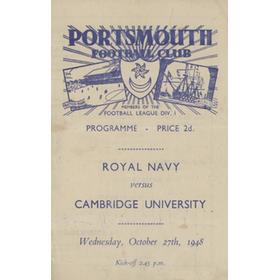 PORTSMOUTH
FOOTBALL CLUB
MEMBERS OF THE
FOOTBALL LEAGUE DIV. I
PROGRAMME - PRICE 2d.
ROYAL NAVY
versus
CAMBRIDGE UNIVERSITY
Wednesday, October 27th, 1948
Kick-off 2.45 p.m.